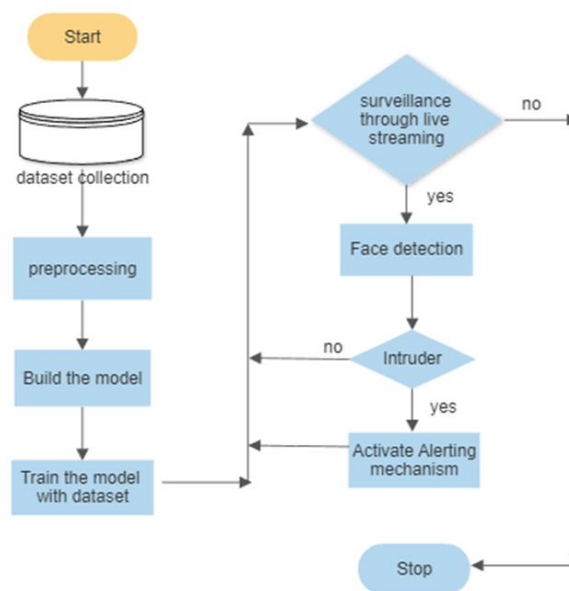 Start
dataset collection
preprocessing
Build the model
Train the model
with dataset
surveillance
through live
streaming
no
yes
Face detection
Intruder
no
yes
Activate Alerting
mechanism
Stop